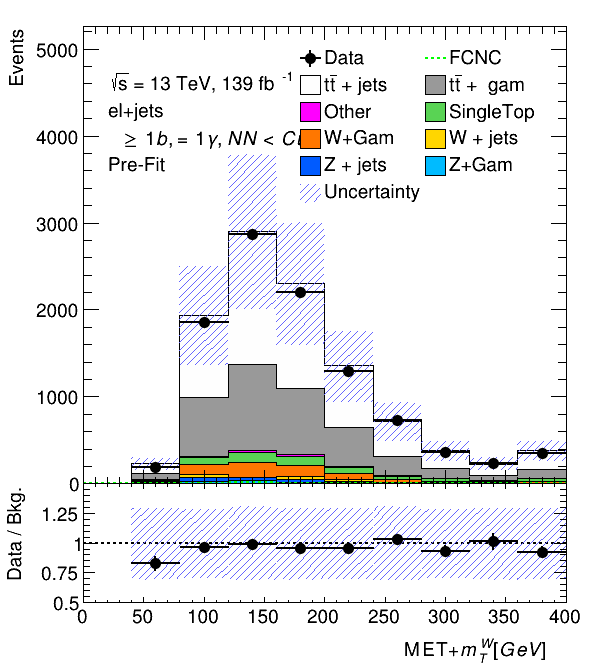 Events
5000
4000
3000
2000
1000
0
√s = 13 TeV, 139 fb -1
el+jets
≥ 1b, = 1γ, NN < C
Pre-Fit
Data
FCNC
tt̄ + jets
tt̄ + gam
Other
SingleTop
W+Gam
W + jets
Z + jets
Z+Gam
Uncertainty
Data / Bkg.
1.25
1
0.75
0.5
0 50 100 150 200 250 300 350 400
MET+m_T^W[GeV]